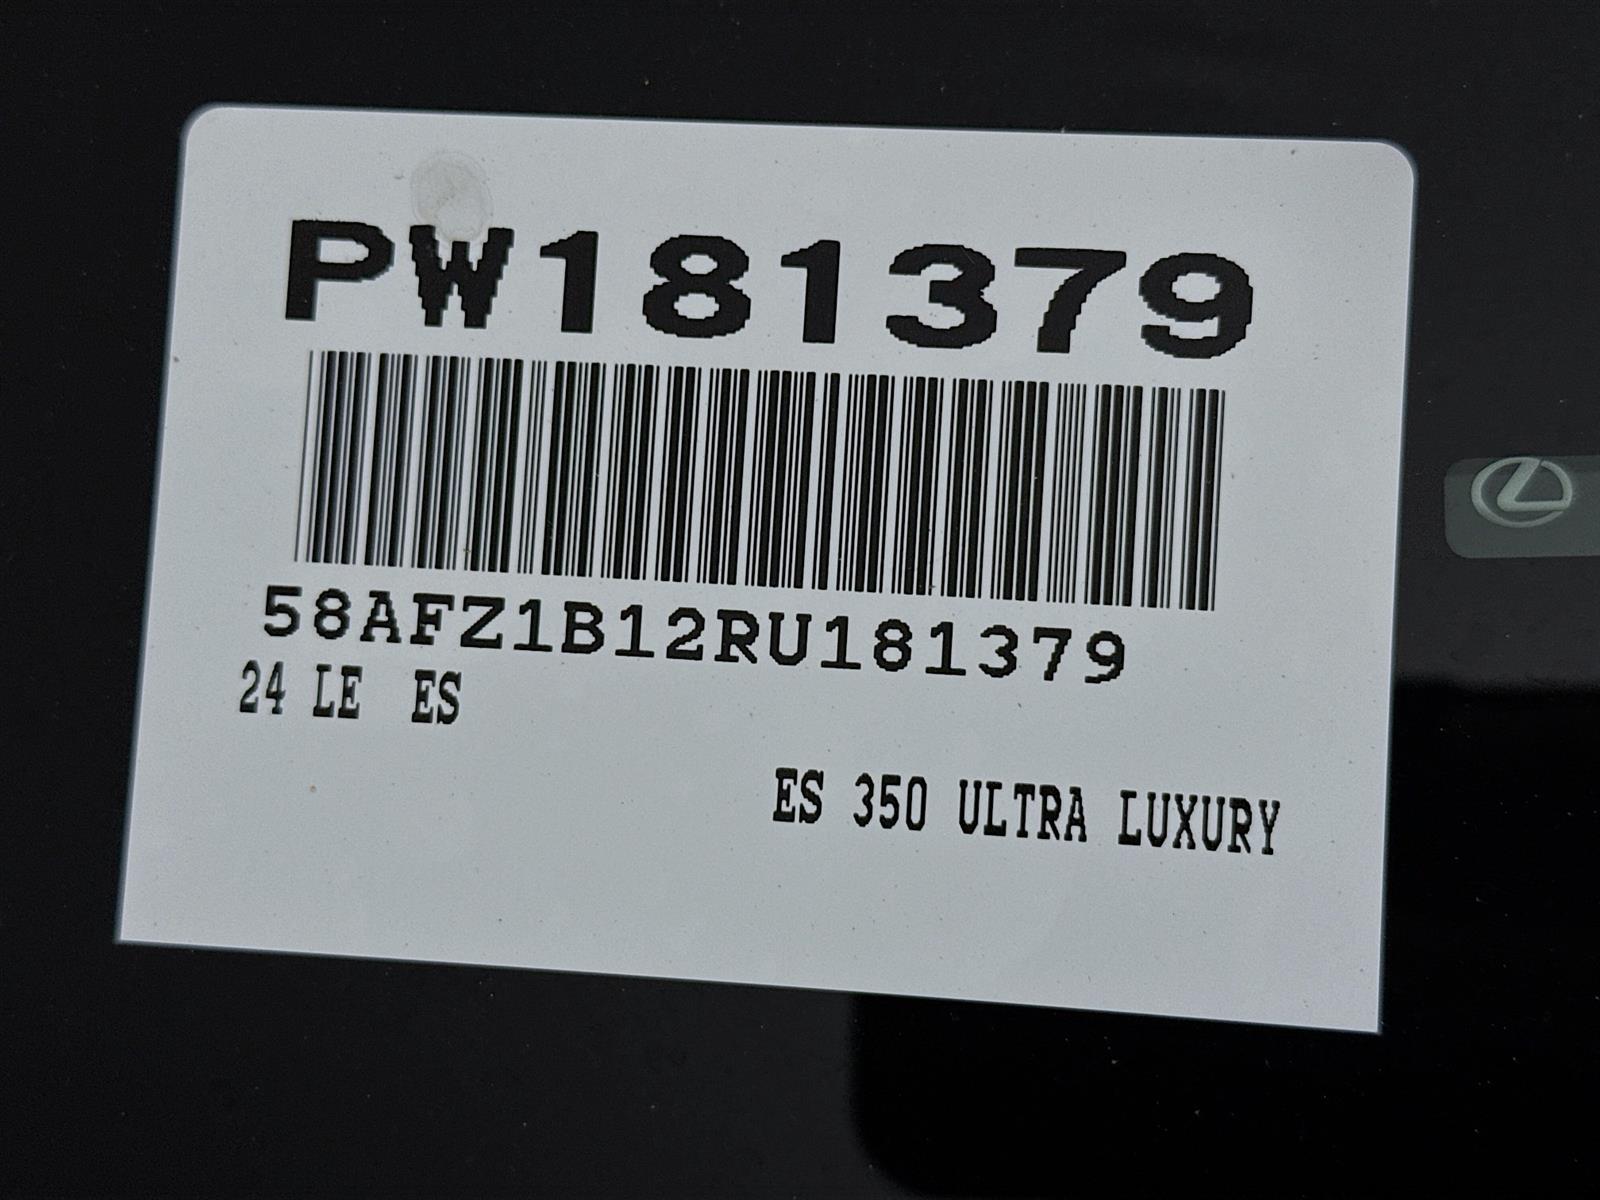 PW181379
58AFZ1B12RU181379
24 LE ES
ES 350 ULTRA LUXURY